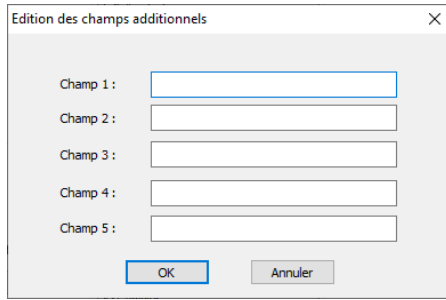 Edition des champs additionnels
Champ 1 :
Champ 2 :
Champ 3 :
Champ 4 :
Champ 5 :
OK Annuler